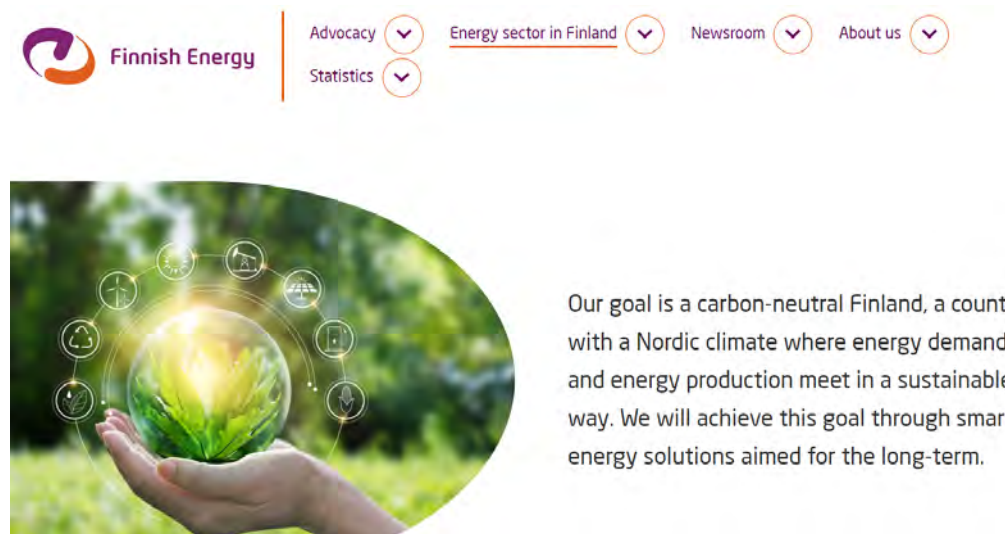 Finnish Energy
Advocacy
Energy sector in Finland
Newsroom
About us
Statistics
Our goal is a carbon-neutral Finland, a count
with a Nordic climate where energy demand
and energy production meet in a sustainable
way. We will achieve this goal through smar
energy solutions aimed for the long-term.